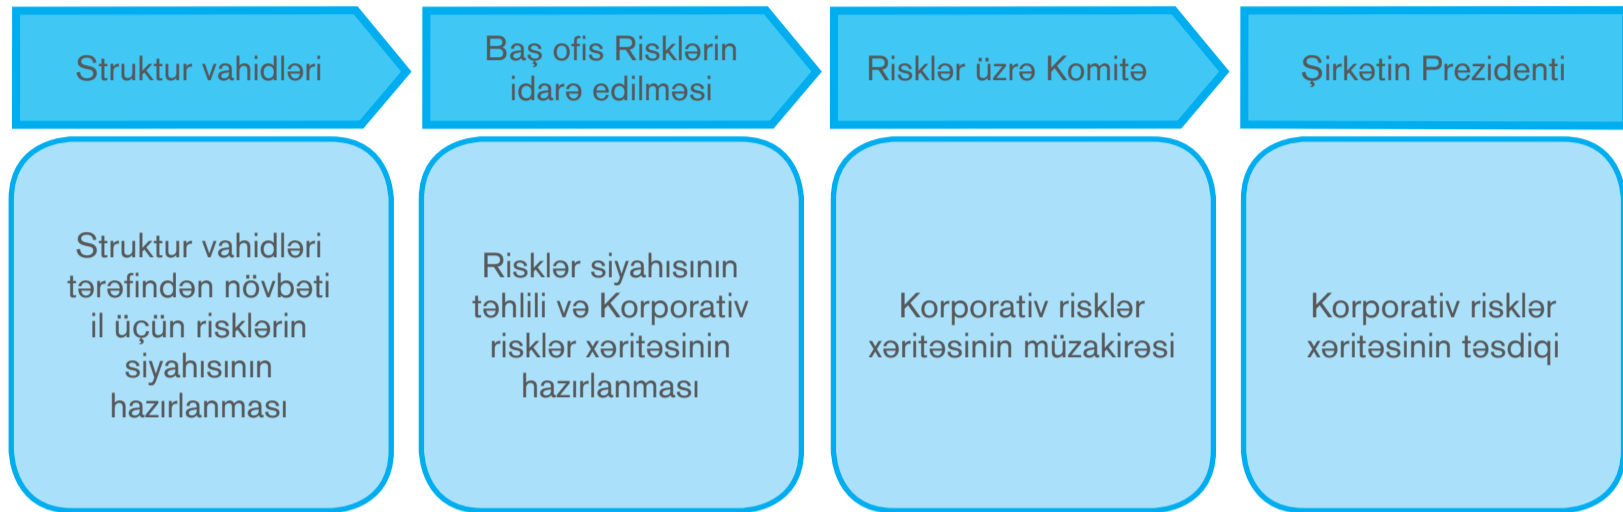 Struktur vahidləri
Baş ofis Risklərin
idarə edilməsi
Risklər üzrə Komitə
Şirkətin Prezidenti
Struktur vahidləri
tərəfindən növbəti
il üçün risklərin
siyahısının
hazırlanması
Risklər siyahısının
təhlili və Korporativ
risklər xəritəsinin
hazırlanması
Korporativ risklər
xəritəsinin müzakirəsi
Korporativ risklər
xəritəsinin təsdiqi